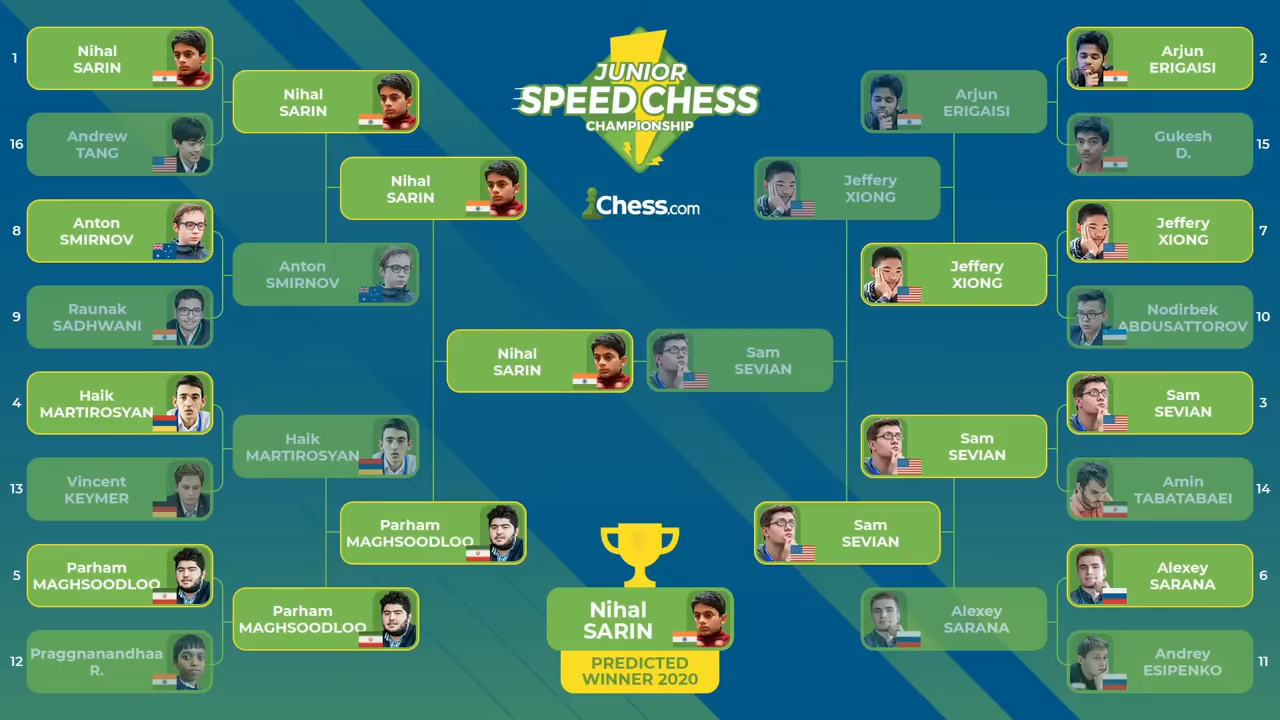 JUNIOR
SPEED CHESS
CHAMPIONSHIP
Chess.com
1
Nihal
SARIN
16
Andrew
TANG
8
Anton
SMIRNOV
9
Raunak
SADHWANI
4
Haik
MARTIROSYAN
13
Vincent
KEYMER
5
Parham
MAGHSOODLOO
12
Praggnanandhaa
R.
Nihal
SARIN
Anton
SMIRNOV
Haik
MARTIROSYAN
Parham
MAGHSOODLOO
Nihal
SARIN
Parham
MAGHSOODLOO
Nihal
SARIN
Sam
SEVIAN
Nihal
SARIN
PREDICTED
WINNER 2020
Jeffery
XIONG
Sam
SEVIAN
Arjun
ERIGAISI
Jeffery
XIONG
Sam
SEVIAN
Alexey
SARANA
Arjun
ERIGAISI
2
Gukesh
D.
15
Jeffery
XIONG
7
Nodirbek
ABDUSATTOROV
10
Sam
SEVIAN
3
Amin
TABATABAEI
14
Alexey
SARANA
6
Andrey
ESIPENKO
11